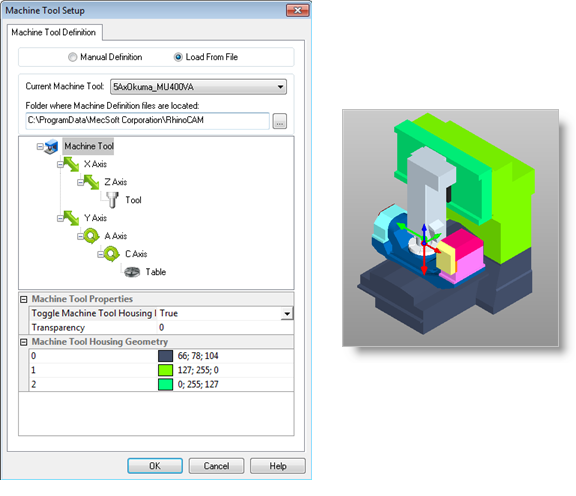 Machine Tool Setup
Machine Tool Definition
Manual Definition
Load From File
Current Machine Tool: 5AxOkuma_MU400VA
Folder where Machine Definition files are located:
C:\ProgramData\MecSoft Corporation\RhinoCAM
...
Machine Tool
X Axis
Z Axis
Tool
Y Axis
A Axis
C Axis
Table
Machine Tool Properties
Toggle Machine Tool Housing True
Transparency 0
Machine Tool Housing Geometry
0 66; 78; 104
1 127; 255; 0
2 0; 255; 127
OK Cancel Help